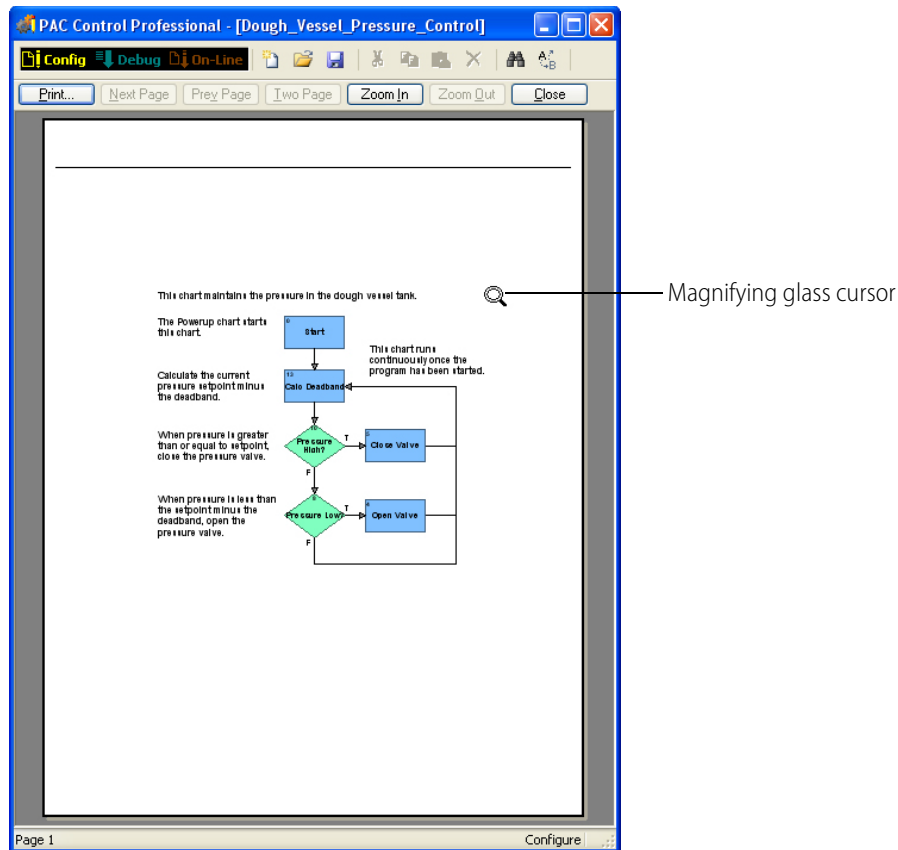 PAC Control Professional - [Dough_Vessel_Pressure_Control]
Config Debug On-Line
Print... Next Page Prev Page Two Page Zoom In Zoom Out Close
This chart maintains the pressure in the dough vessel tank.
Magnifying glass cursor
The Powerup chart starts
this chart.
Start
This chart runs
continuously once the
program has been started.
Calculate the current
pressure setpoint minus
the deadband.
13
Calc Deadband
When pressure is greater
than or equal to setpoint,
close the pressure valve.
Pressure
High?
T
Close Valve
F
When pressure is less than
the setpoint minus the
deadband, open the
pressure valve.
Pressure Low?
T
Open Valve
F
Page 1
Configure